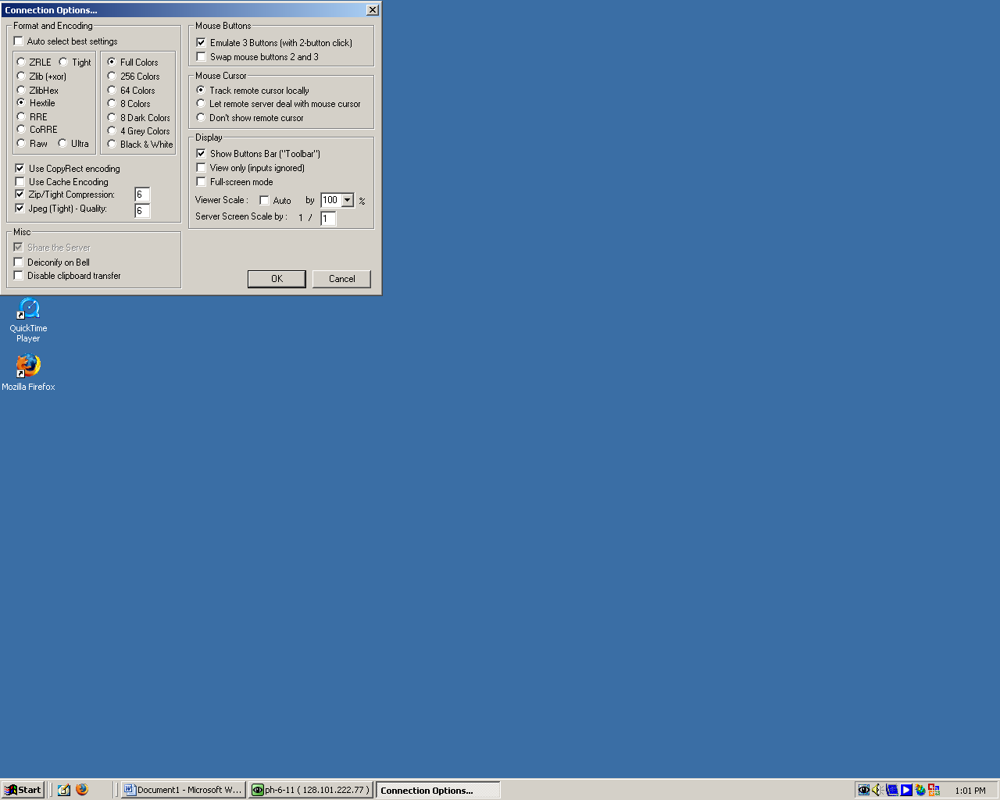 Connection Options...
Format and Encoding
Auto select best settings
ZRLE Tight
Zlib (+xor)
ZlibHex
Hextile
RRE
CoRRE
Raw Ultra
Full Colors
256 Colors
64 Colors
8 Colors
8 Dark Colors
4 Grey Colors
Black & White
Use CopyRect encoding
Use Cache Encoding
Zip/Tight Compression: 6
Jpeg (Tight) - Quality: 6
Misc
Share the Server
Deiconify on Bell
Disable clipboard transfer
Mouse Buttons
Emulate 3 Buttons (with 2-button click)
Swap mouse buttons 2 and 3
Mouse Cursor
Track remote cursor locally
Let remote server deal with mouse cursor
Don't show remote cursor
Display
Show Buttons Bar ("Toolbar")
View only (inputs ignored)
Full-screen mode
Viewer Scale : Auto by 100 %
Server Screen Scale by : 1 / 1
OK Cancel
QuickTime
Player
Mozilla Firefox
Start Document1 - Microsoft W... ph-6-11 ( 128.101.222.77 ) Connection Options... 1:01 PM